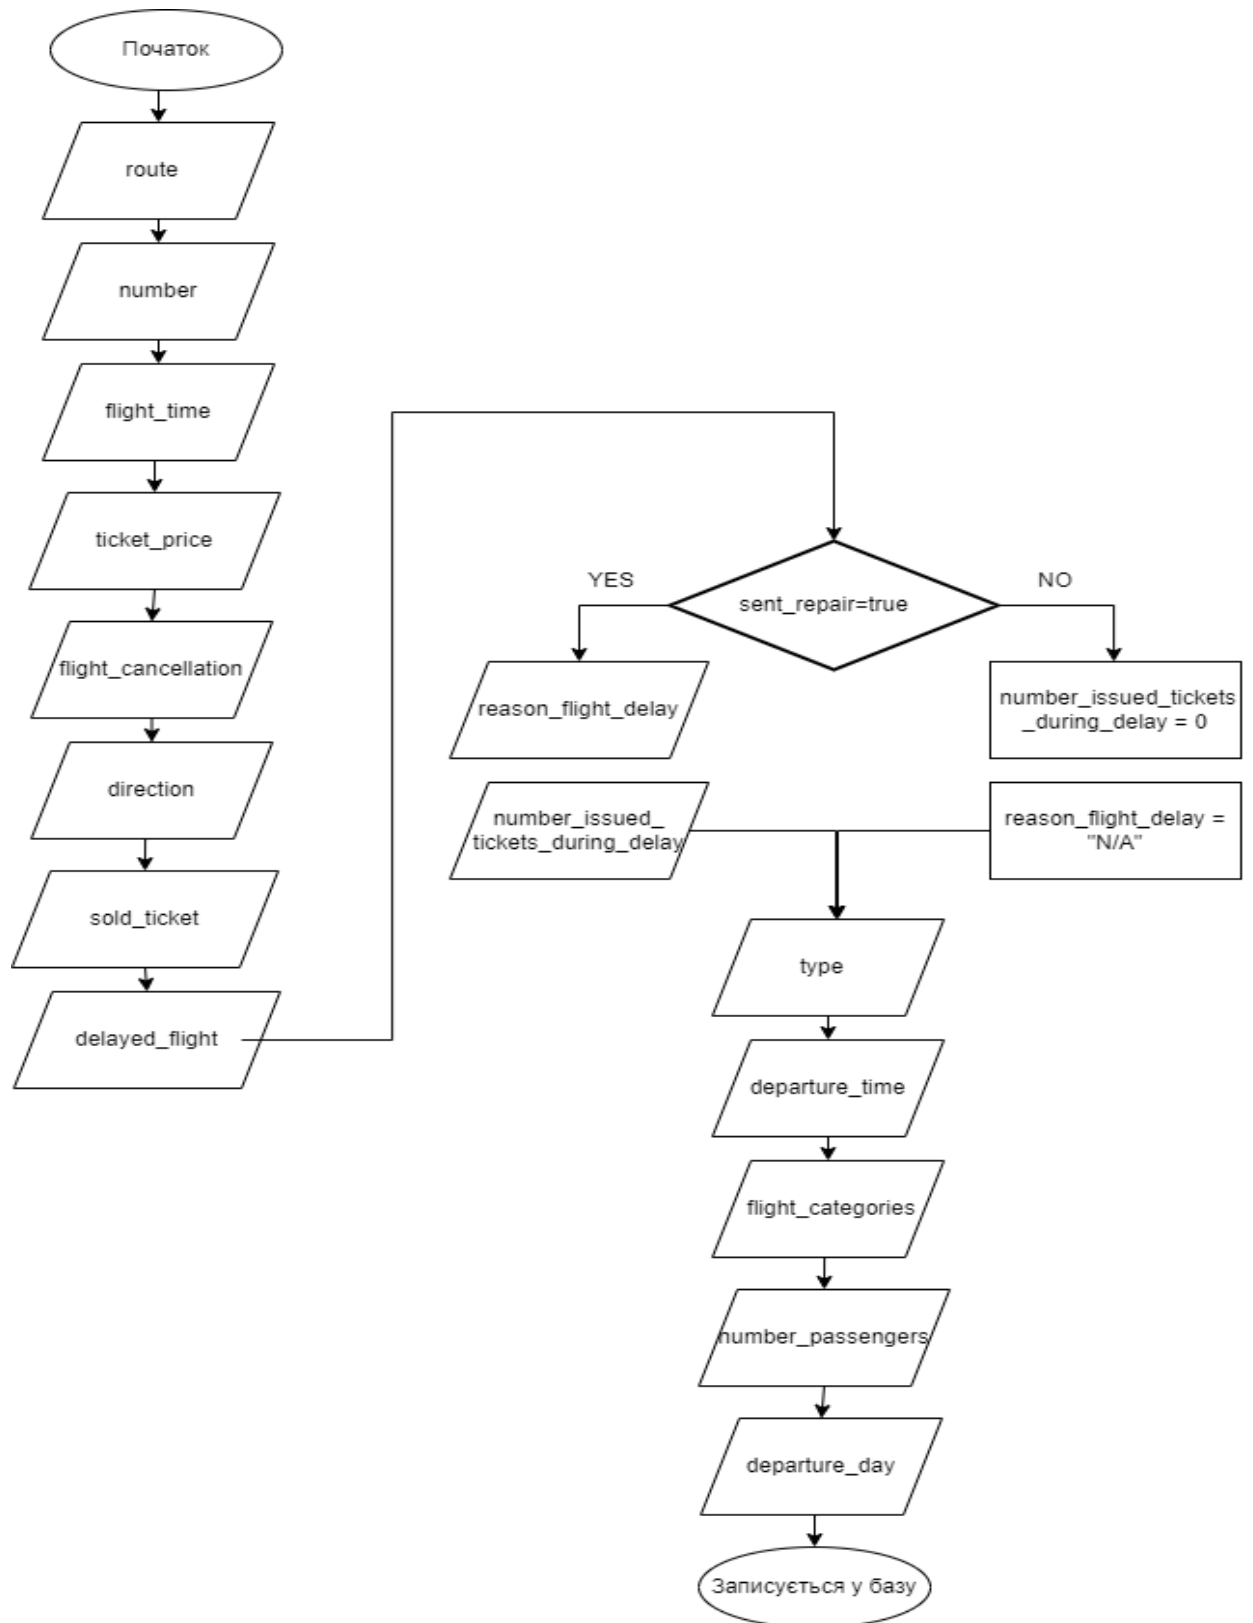 Початок
route
number
flight_time
ticket_price
flight_cancellation
direction
sold_ticket
delayed_flight
sent_repair=true
YES
NO
reason_flight_delay
number_issued_
tickets_during_delay
number_issued_tickets
_during_delay = 0
reason_flight_delay =
"N/A"
type
departure_time
flight_categories
number_passengers
departure_day
Записується у базу